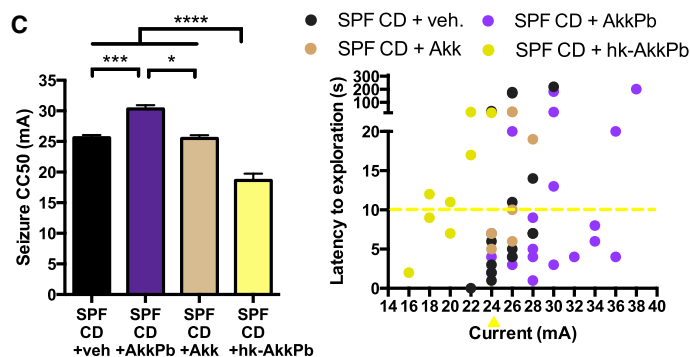 C
****
***
*
Seizure CC50 (mA)
35
30
25
20
15
10
5
0
SPF CD +veh
SPF CD +AkkPb
SPF CD +Akk
SPF CD +hk-AkkPb
SPF CD + veh.
SPF CD + AkkPb
SPF CD + Akk
SPF CD + hk-AkkPb
Latency to exploration (s)
300
200
100
20
15
10
5
0
14 16 18 20 22 24 26 28 30 32 34 36 38 40
Current (mA)